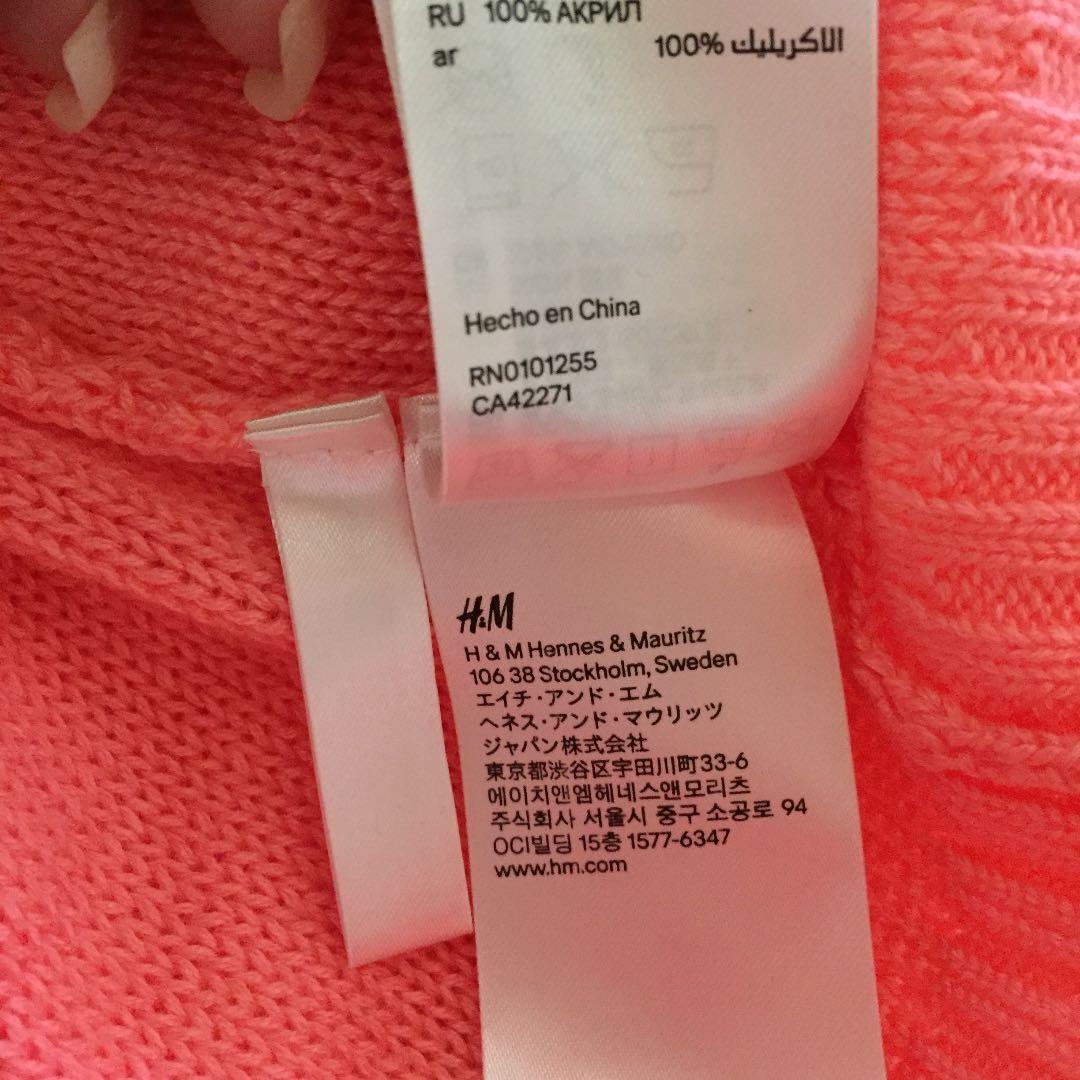 RU 100% АКРИЛ
ar الاكريليك %100
Hecho en China
RN0101255
CA42271
H&M
H & M Hennes & Mauritz
106 38 Stockholm, Sweden
エイチ・アンド・エム
ヘネス・アンド・マウリッツ
ジャパン株式会社
東京都渋谷区宇田川町33-6
에이치앤엠헤네스앤모리츠
주식회사 서울시 중구 소공로 94
OCI빌딩 15층 1577-6347
www.hm.com